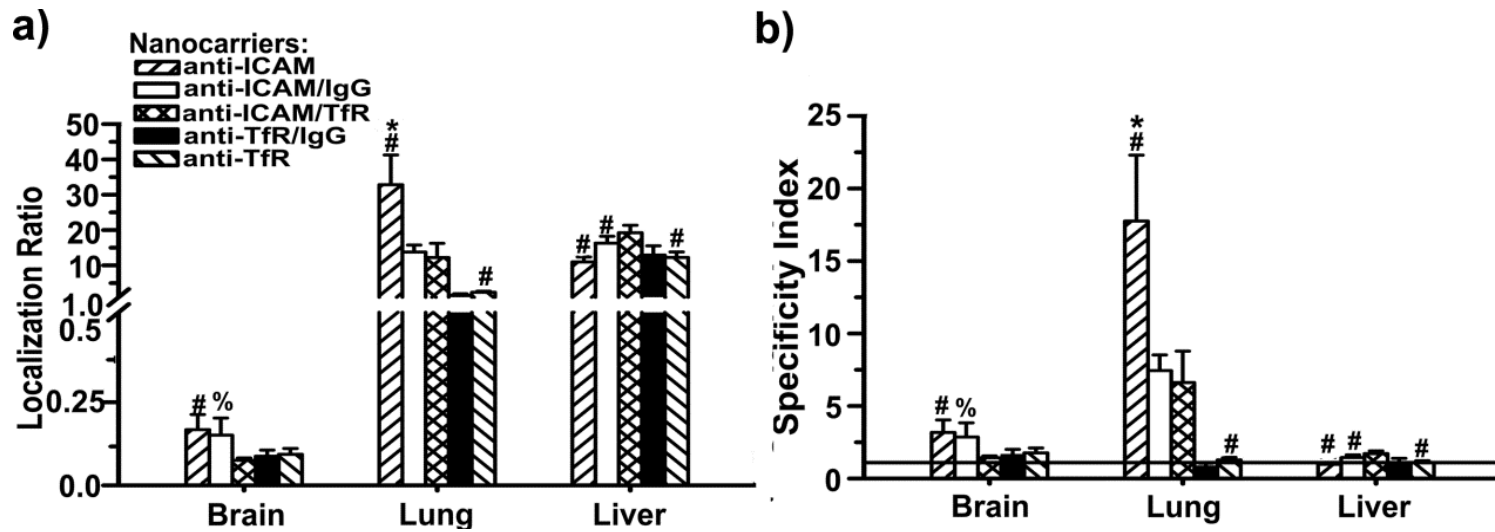 a)
Nanocarriers:
anti-ICAM
anti-ICAM/IgG
anti-ICAM/TfR
anti-TfR/IgG
anti-TfR
Localization Ratio
50
40
30
20
10
1.0
0.5
0.25
0.0
# %
*
#
#
# # #
Brain Lung Liver
b)
Specificity Index
25
20
15
10
5
0
# %
*
#
#
# # #
Brain Lung Liver